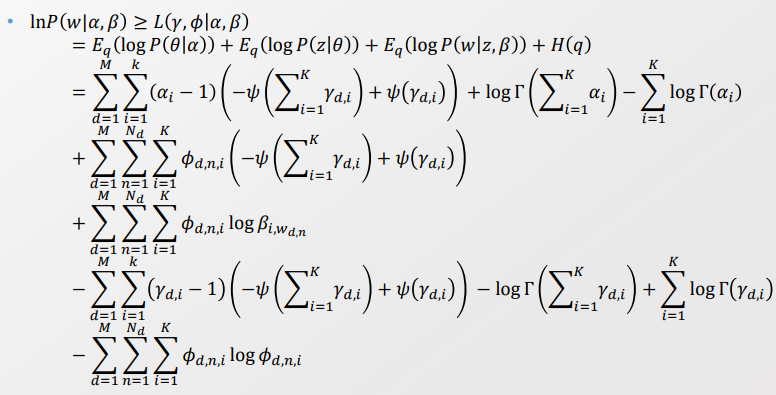 • lnP(w|α, β) ≥ L(γ, ϕ|α, β)
= E_q(log P(θ|α)) + E_q(log P(z|θ)) + E_q(log P(w|z, β)) + H(q)
= ∑_{d=1}^{M} ∑_{i=1}^{k} (α_i − 1) (−ψ (∑_{i=1}^{K} γ_{d,i}) + ψ(γ_{d,i})) + log Γ (∑_{i=1}^{K} α_i) − ∑_{i=1}^{K} log Γ(α_i)
+ ∑_{d=1}^{M} ∑_{n=1}^{N_d} ∑_{i=1}^{K} ϕ_{d,n,i} (−ψ (∑_{i=1}^{K} γ_{d,i}) + ψ(γ_{d,i}))
+ ∑_{d=1}^{M} ∑_{n=1}^{N_d} ∑_{i=1}^{K} ϕ_{d,n,i} log β_{i,w_{d,n}}
− ∑_{d=1}^{M} ∑_{i=1}^{k} (γ_{d,i} − 1) (−ψ (∑_{i=1}^{K} γ_{d,i}) + ψ(γ_{d,i})) − log Γ (∑_{i=1}^{K} γ_{d,i}) + ∑_{i=1}^{K} log Γ(γ_{d,i})
− ∑_{d=1}^{M} ∑_{n=1}^{N_d} ∑_{i=1}^{K} ϕ_{d,n,i} log ϕ_{d,n,i}